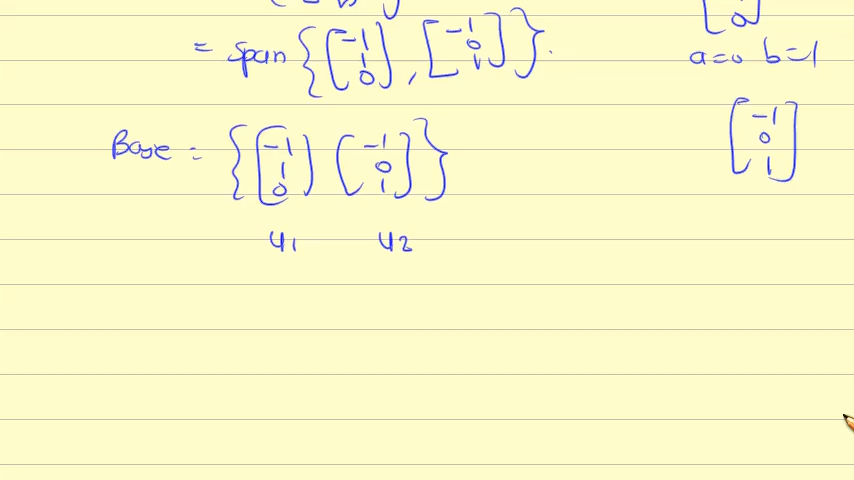 = span { [-1 1 0] , [-1 0 1] }.
0
a=0 b=1
[-1 0 1]
Base = { [-1 1 0] [-1 0 1] }
u1 u2